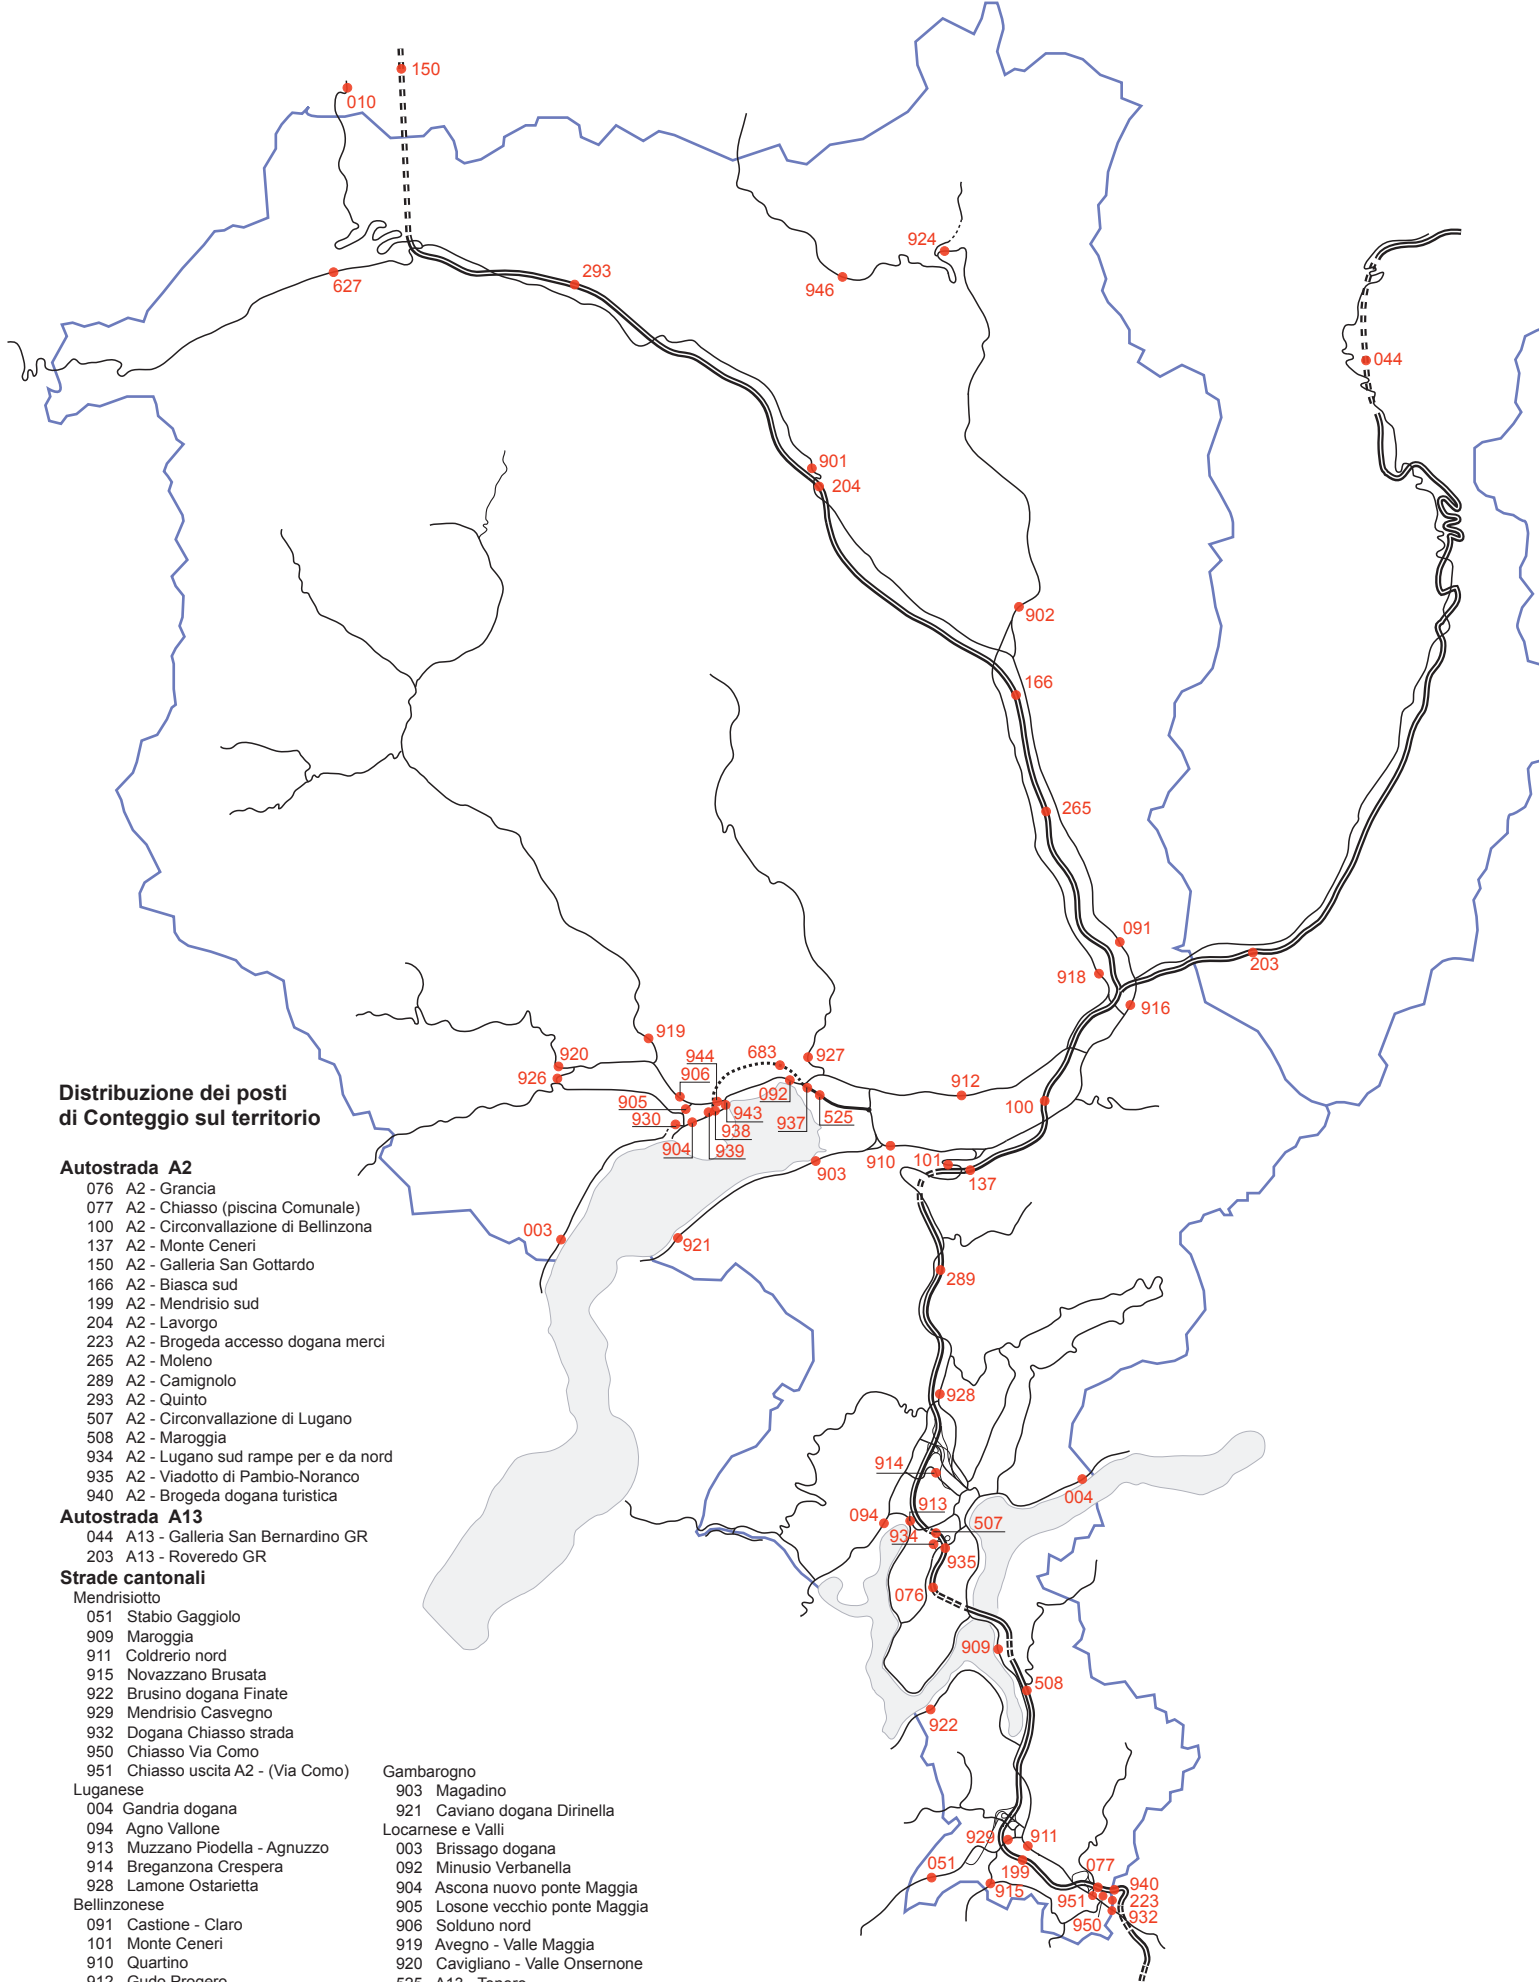 150
010
924
293
946
627
044
901
204
902
166
265
091
918
203
916
919
944
683
927
920
906
926
092
912
905
943
937
525
100
930
938
904
939
910
101
903
137
003
921
289
928
914
004
913
094
507
934
935
076
909
508
922
929
911
051
199
077
915
951
940
223
950
932
Distribuzione dei posti
di Conteggio sul territorio
Autostrada A2
076 A2 - Grancia
077 A2 - Chiasso (piscina Comunale)
100 A2 - Circonvallazione di Bellinzona
137 A2 - Monte Ceneri
150 A2 - Galleria San Gottardo
166 A2 - Biasca sud
199 A2 - Mendrisio sud
204 A2 - Lavorgo
223 A2 - Brogeda accesso dogana merci
265 A2 - Moleno
289 A2 - Camignolo
293 A2 - Quinto
507 A2 - Circonvallazione di Lugano
508 A2 - Maroggia
934 A2 - Lugano sud rampe per e da nord
935 A2 - Viadotto di Pambio-Noranco
940 A2 - Brogeda dogana turistica
Autostrada A13
044 A13 - Galleria San Bernardino GR
203 A13 - Roveredo GR
Strade cantonali
Mendrisiotto
051 Stabio Gaggiolo
909 Maroggia
911 Coldrerio nord
915 Novazzano Brusata
922 Brusino dogana Finate
929 Mendrisio Casvegno
932 Dogana Chiasso strada
950 Chiasso Via Como
951 Chiasso uscita A2 - (Via Como)
Luganese
004 Gandria dogana
094 Agno Vallone
913 Muzzano Piodella - Agnuzzo
914 Breganzona Crespera
928 Lamone Ostarietta
Bellinzonese
091 Castione - Claro
101 Monte Ceneri
910 Quartino
912 Gudo Progero
Gambarogno
903 Magadino
921 Caviano dogana Dirinella
Locarnese e Valli
003 Brissago dogana
092 Minusio Verbanella
904 Ascona nuovo ponte Maggia
905 Losone vecchio ponte Maggia
906 Solduno nord
919 Avegno - Valle Maggia
920 Cavigliano - Valle Onsernone
525 A13 - Tenero